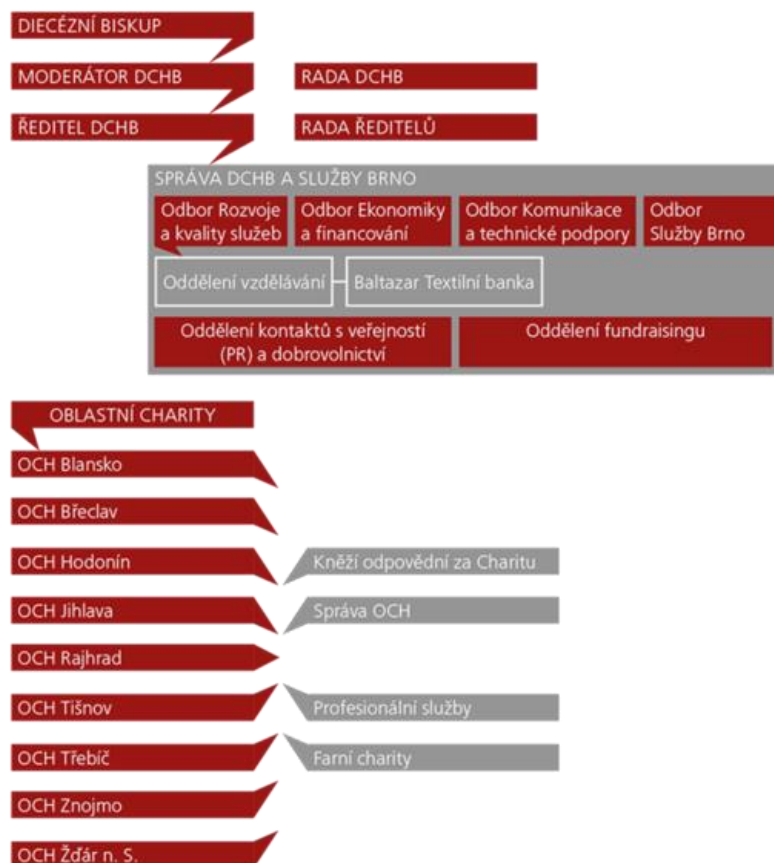 DIECÉZNÍ BISKUP
MODERÁTOR DCHB
RADA DCHB
ŘEDITEL DCHB
RADA ŘEDITELŮ
SPRÁVA DCHB A SLUŽBY BRNO
Odbor Rozvoje
a kvality služeb
Odbor Ekonomiky
a financování
Odbor Komunikace
a technické podpory
Odbor
Služby Brno
Oddělení vzdělávání
Baltazar Textilní banka
Oddělení kontaktů s veřejností
(PR) a dobrovolnictví
Oddělení fundraisingu
OBLASTNÍ CHARITY
OCH Blansko
OCH Břeclav
OCH Hodonín
Kněží odpovědní za Charitu
OCH Jihlava
Správa OCH
OCH Rajhrad
OCH Tišnov
Profesionální služby
OCH Třebíč
Farní charity
OCH Znojmo
OCH Žďár n. S.